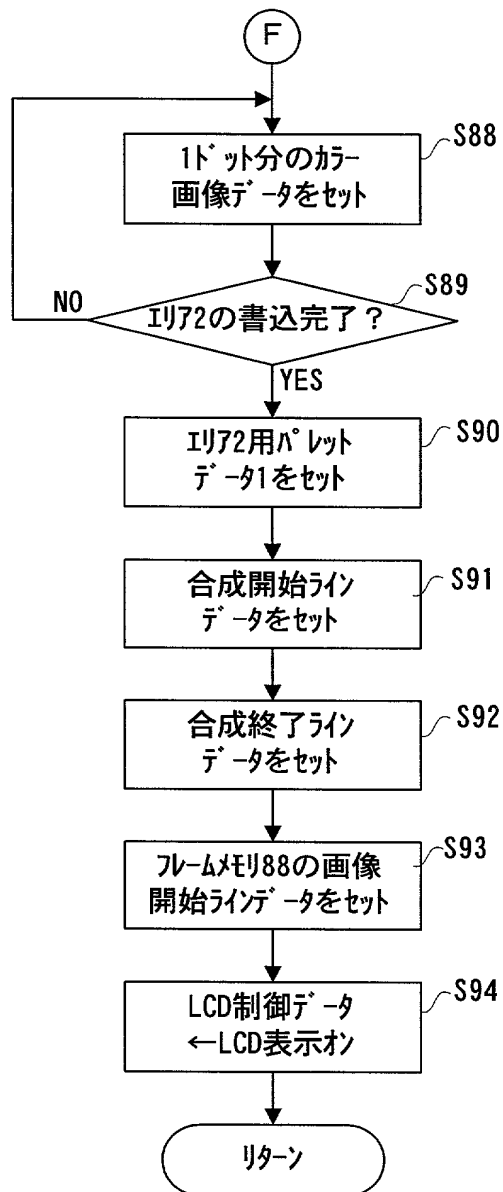 F
S88
1ﾄﾞｯﾄ分のｶﾗｰ
画像ﾃﾞｰﾀをｾｯﾄ
S89
NO
ｴﾘｱ2の書込完了？
YES
S90
ｴﾘｱ2用ﾊﾟﾚｯﾄ
ﾃﾞｰﾀ1をｾｯﾄ
S91
合成開始ﾗｲﾝ
ﾃﾞｰﾀをｾｯﾄ
S92
合成終了ﾗｲﾝ
ﾃﾞｰﾀをｾｯﾄ
S93
ﾌﾚｰﾑﾒﾓﾘ88の画像
開始ﾗｲﾝﾃﾞｰﾀをｾｯﾄ
S94
LCD制御ﾃﾞｰﾀ
←LCD表示ｵﾝ
ﾘﾀｰﾝ